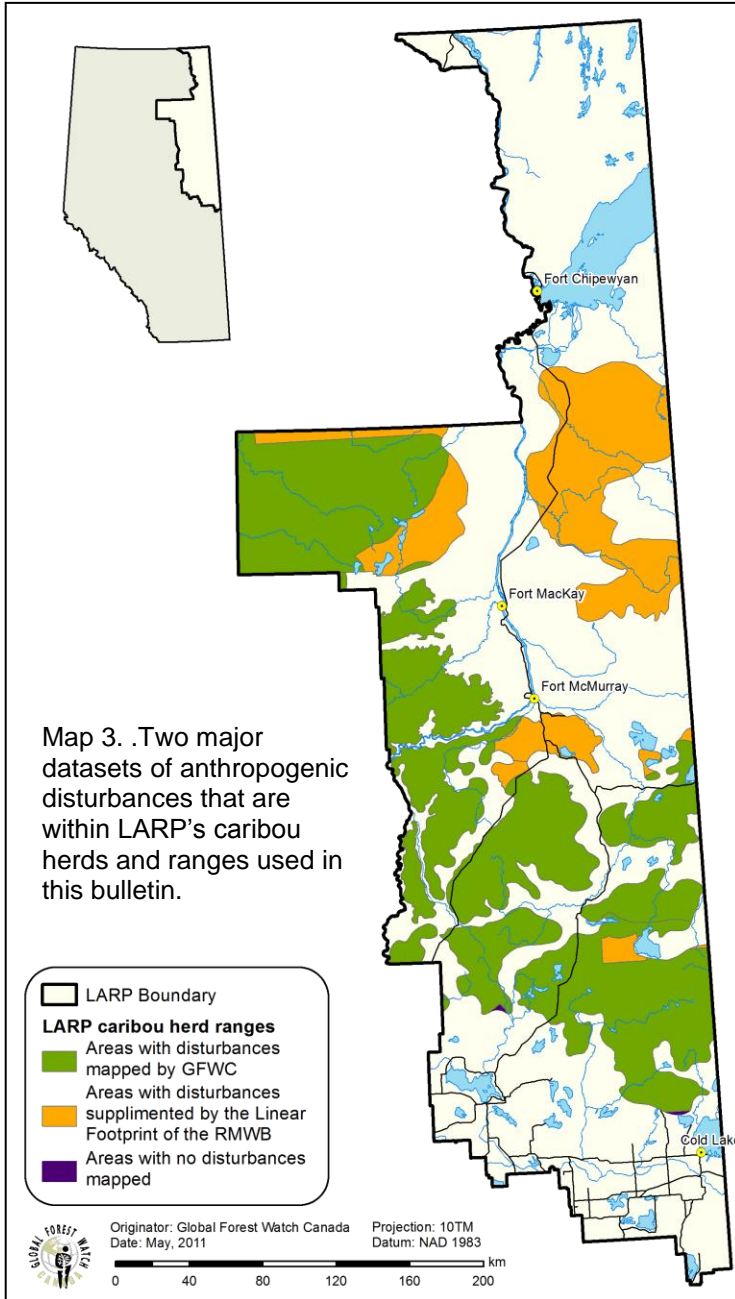 Fort Chipewyan
Fort MacKay
Fort McMurray
Map 3. .Two major
datasets of anthropogenic
disturbances that are
within LARP's caribou
herds and ranges used in
this bulletin.
Cold Lake
LARP Boundary
LARP caribou herd ranges
Areas with disturbances
mapped by GFWC
Areas with disturbances
supplimented by the Linear
Footprint of the RMWB
Areas with no disturbances
mapped
GLOBAL FOREST WATCH
CANADA
Originator: Global Forest Watch Canada Projection: 10TM
Date: May, 2011 Datum: NAD 1983
km
0 40 80 120 160 200